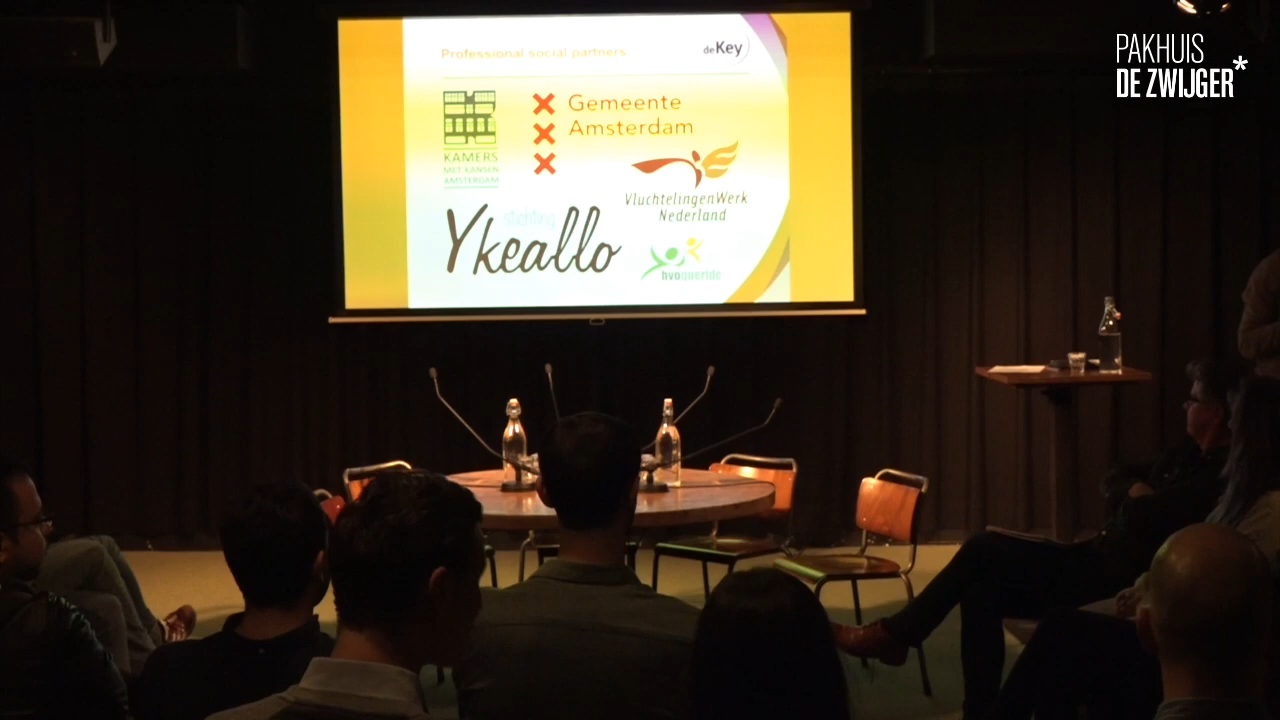 Professional social partners
deKey
KAMERS
MET KANSEN
AMSTERDAM
Gemeente
Amsterdam
VluchtelingenWerk
Nederland
stichting
Ykeallo
hvoquerido
PAKHUIS
DE ZWIJGER*